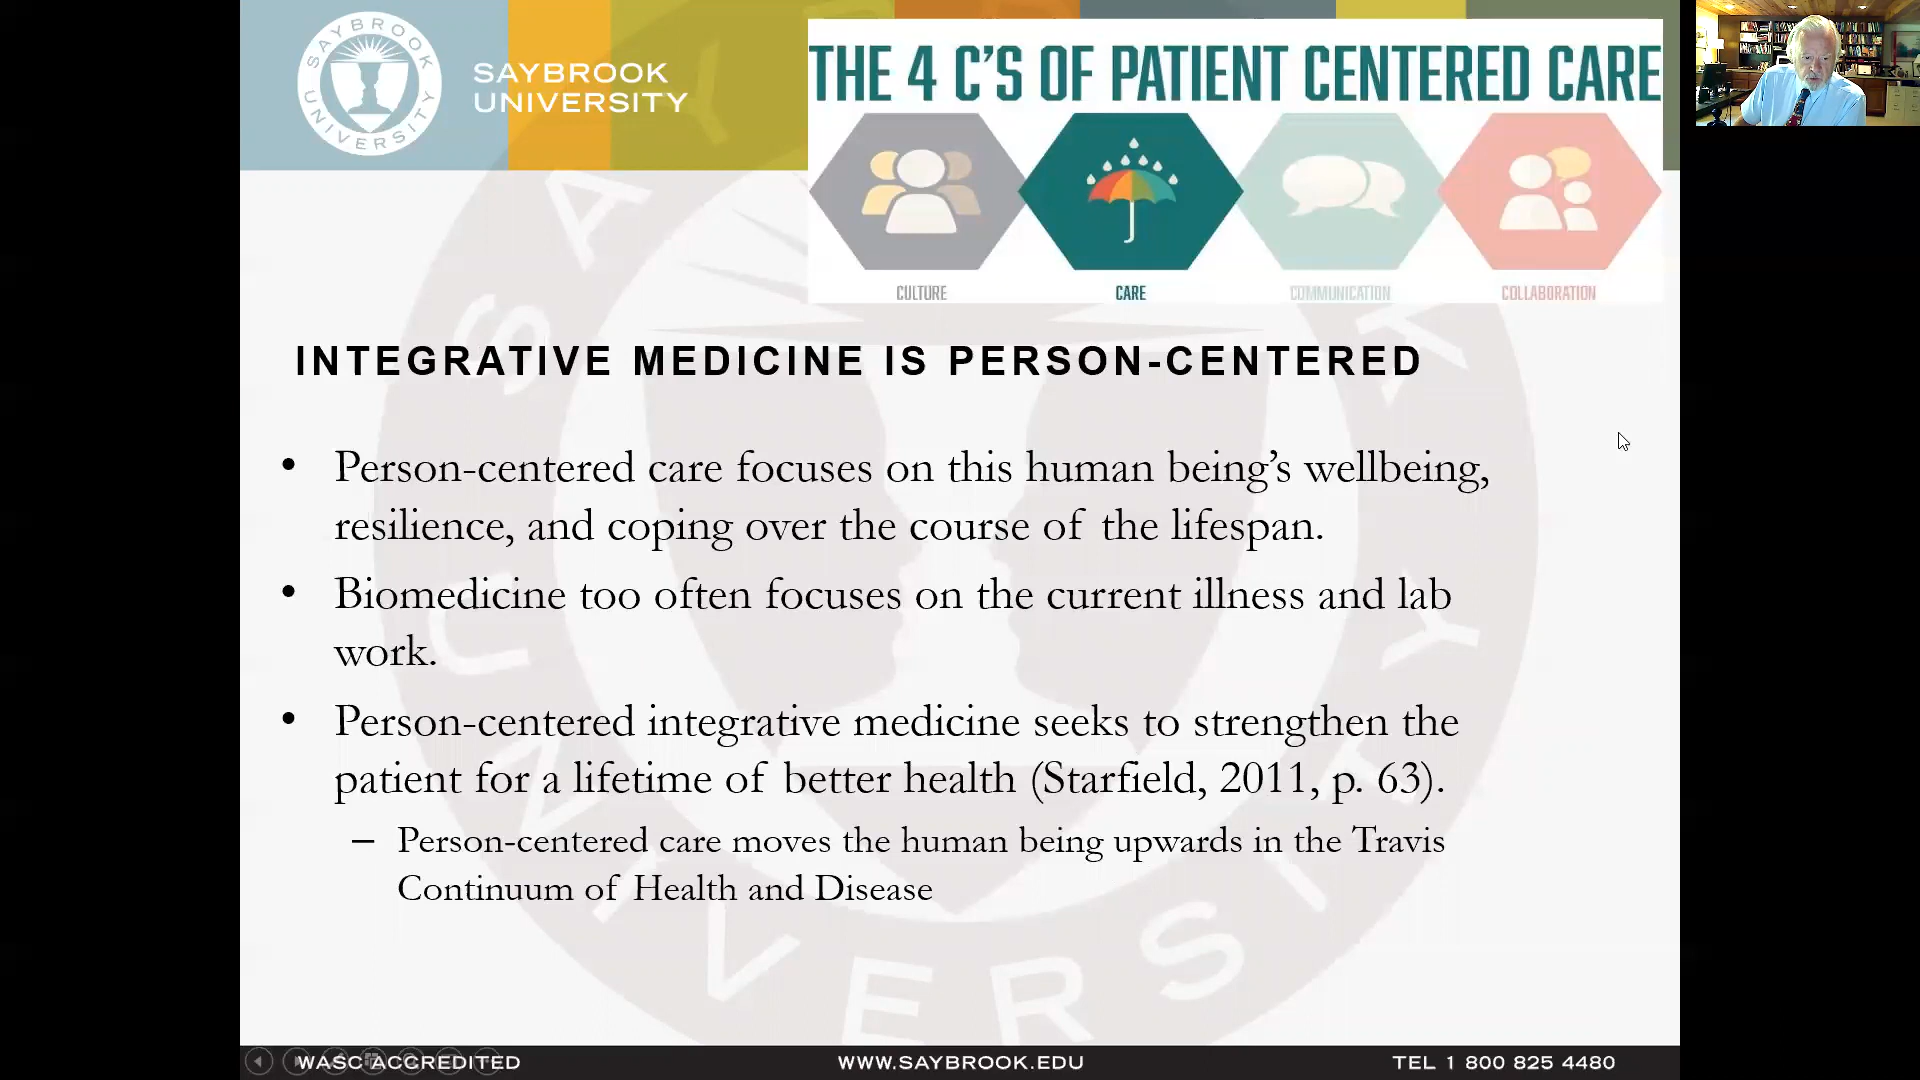 SAYBROOK UNIVERSITY
SAYBROOK
UNIVERSITY
THE 4 C'S OF PATIENT CENTERED CARE
CULTURE
CARE
COMMUNICATION
COLLABORATION
INTEGRATIVE MEDICINE IS PERSON-CENTERED
• Person-centered care focuses on this human being’s wellbeing,
resilience, and coping over the course of the lifespan.
• Biomedicine too often focuses on the current illness and lab
work.
• Person-centered integrative medicine seeks to strengthen the
patient for a lifetime of better health (Starfield, 2011, p. 63).
– Person-centered care moves the human being upwards in the Travis
Continuum of Health and Disease
SAYBROOK UNIVERSITY
WASC ACCREDITED
WWW.SAYBROOK.EDU
TEL 1 800 825 4480